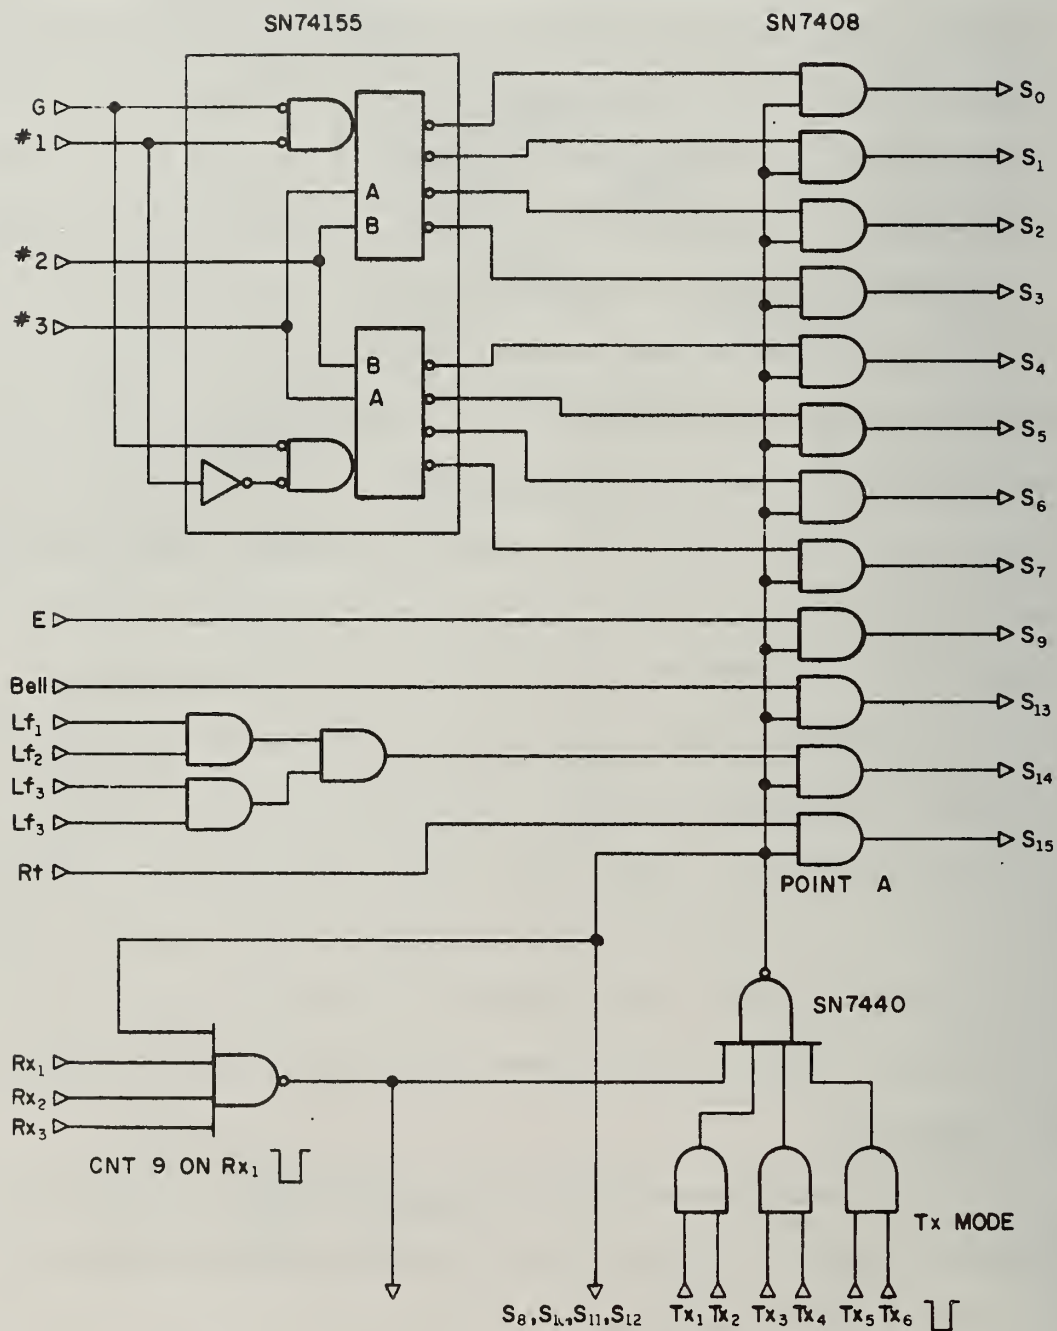 SN74155
SN7408
G
#1
#2
#3
A
B
B
A
E
Bell
Lf1
Lf2
Lf3
Lf3
Rt
S0
S1
S2
S3
S4
S5
S6
S7
S9
S13
S14
S15
POINT A
SN7440
Rx1
Rx2
Rx3
CNT 9 ON Rx1
Tx MODE
S11,S12
Tx1 Tx2 Tx3 Tx4 Tx5 Tx6